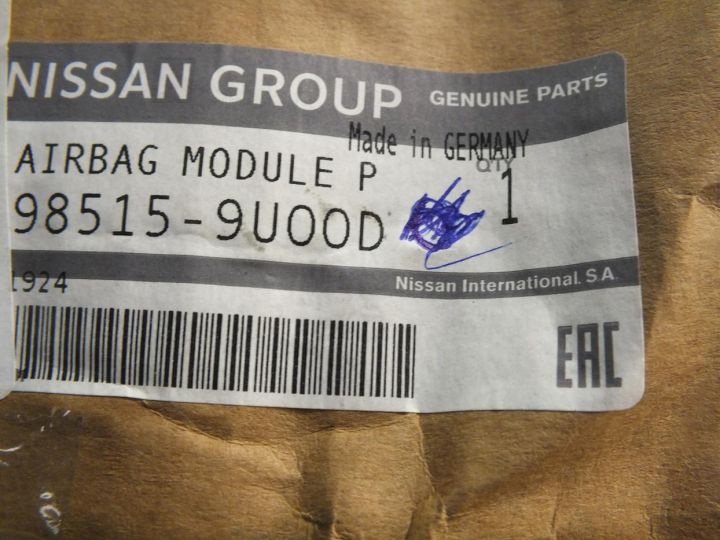 NISSAN GROUP GENUINE PARTS
Made in GERMANY
AIRBAG MODULE P QTY
98515-9U00D 1
1924 Nissan International. S.A.
EAC